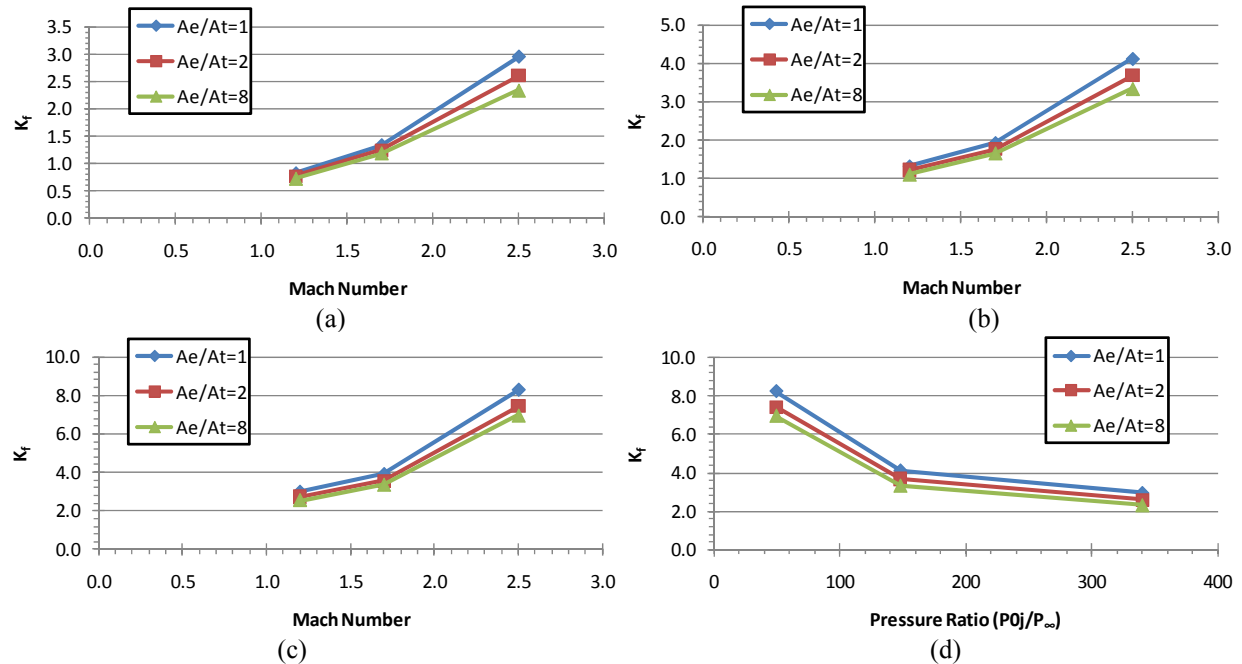 3.5
3.0
2.5
2.0
1.5
1.0
0.5
0.0
K_f
Ae/At=1
Ae/At=2
Ae/At=8
0.0 0.5 1.0 1.5 2.0 2.5 3.0
Mach Number
(a)
5.0
4.0
3.0
2.0
1.0
0.0
K_f
Ae/At=1
Ae/At=2
Ae/At=8
0.0 0.5 1.0 1.5 2.0 2.5 3.0
Mach Number
(b)
10.0
8.0
6.0
4.0
2.0
0.0
K_f
Ae/At=1
Ae/At=2
Ae/At=8
0.0 0.5 1.0 1.5 2.0 2.5 3.0
Mach Number
(c)
10.0
8.0
6.0
4.0
2.0
0.0
K_f
Ae/At=1
Ae/At=2
Ae/At=8
0 100 200 300 400
Pressure Ratio (P0j/P∞)
(d)